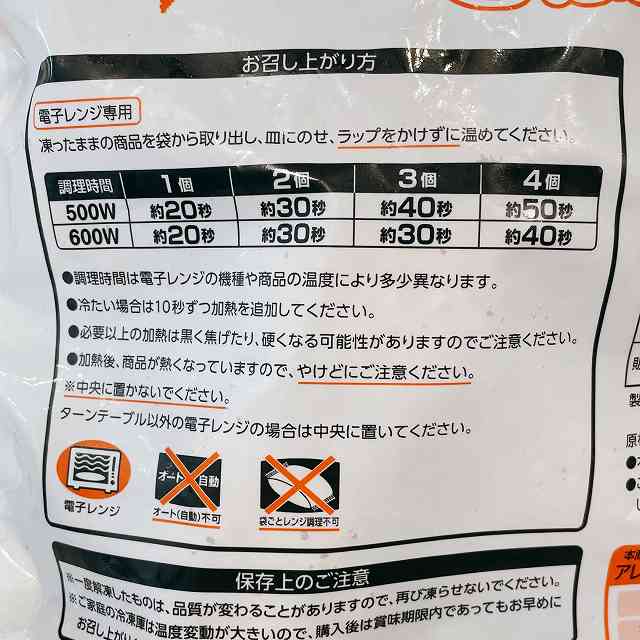 お召し上がり方
電子レンジ専用
凍ったままの商品を袋から取り出し、皿にのせ、ラップをかけずに温めてください。
調理時間 1個 2個 3個 4個
500W 約20秒 約30秒 約40秒 約50秒
600W 約20秒 約30秒 約30秒 約40秒
●調理時間は電子レンジの機種や商品の温度により多少異なります。
●冷たい場合は10秒ずつ加熱を追加してください。
●必要以上の加熱は黒く焦げたり、硬くなる可能性がありますのでご注意ください。
●加熱後、商品が熱くなっていますので、やけどにご注意ください。
※中央に置かないでください。
ターンテーブル以外の電子レンジの場合は中央に置いてください。
オート 自動
電子レンジ オート(自動)不可 袋ごとレンジ調理不可
保存上のご注意
※一度解凍したものは、品質が変わることがありますので、再び凍らせないでください。
※ご家庭の冷凍庫は温度変動が大きいので、購入後は賞味期限内であってもお早めに
お召し上がり
製
原
アレ